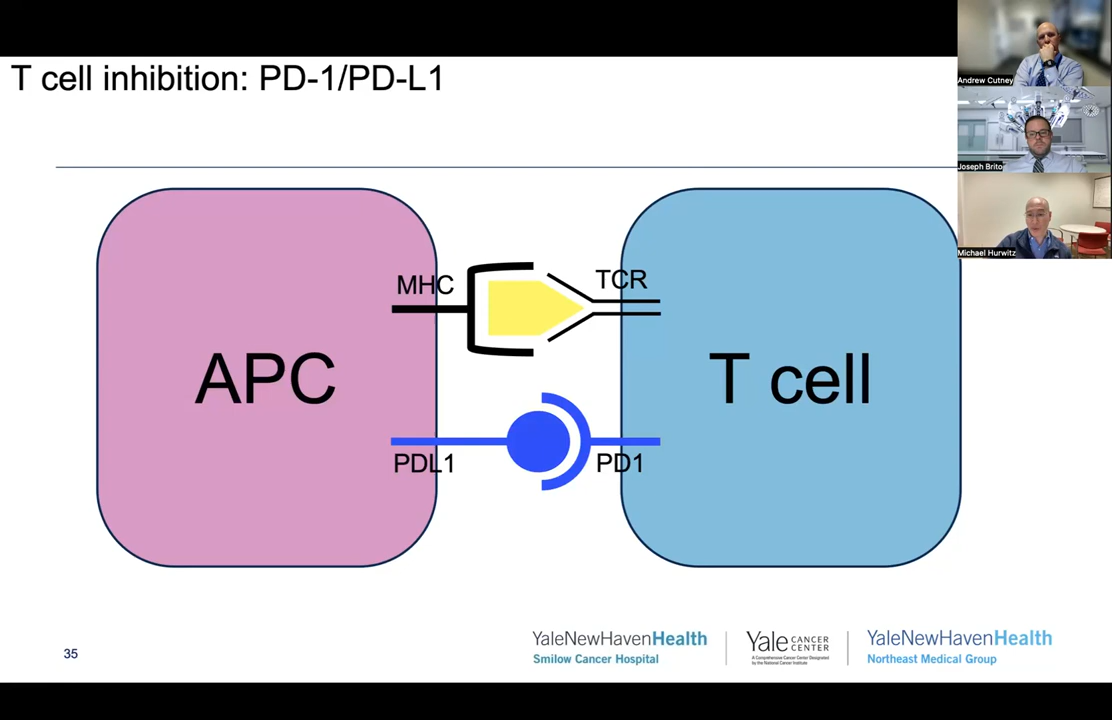 T cell inhibition: PD-1/PD-L1
Andrew Cutney
Joseph Brito
Michael Hurwitz
MHC
TCR
APC
T cell
PDL1
PD1
35
YaleNewHavenHealth
Smilow Cancer Hospital
Yale CANCER CENTER
A Comprehensive Cancer Center Designated
by the National Cancer Institute
YaleNewHavenHealth
Northeast Medical Group